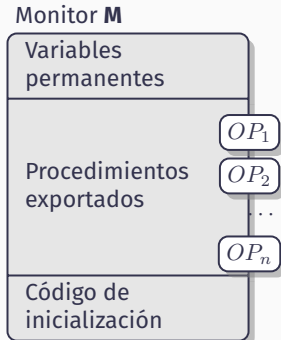 Monitor M
Variables
permanentes
OP1
Procedimientos
exportados
OP2
...
OPn
Código de
inicialización